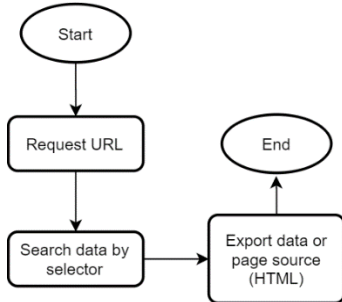 Start
Request URL
Search data by
selector
Export data or
page source
(HTML)
End